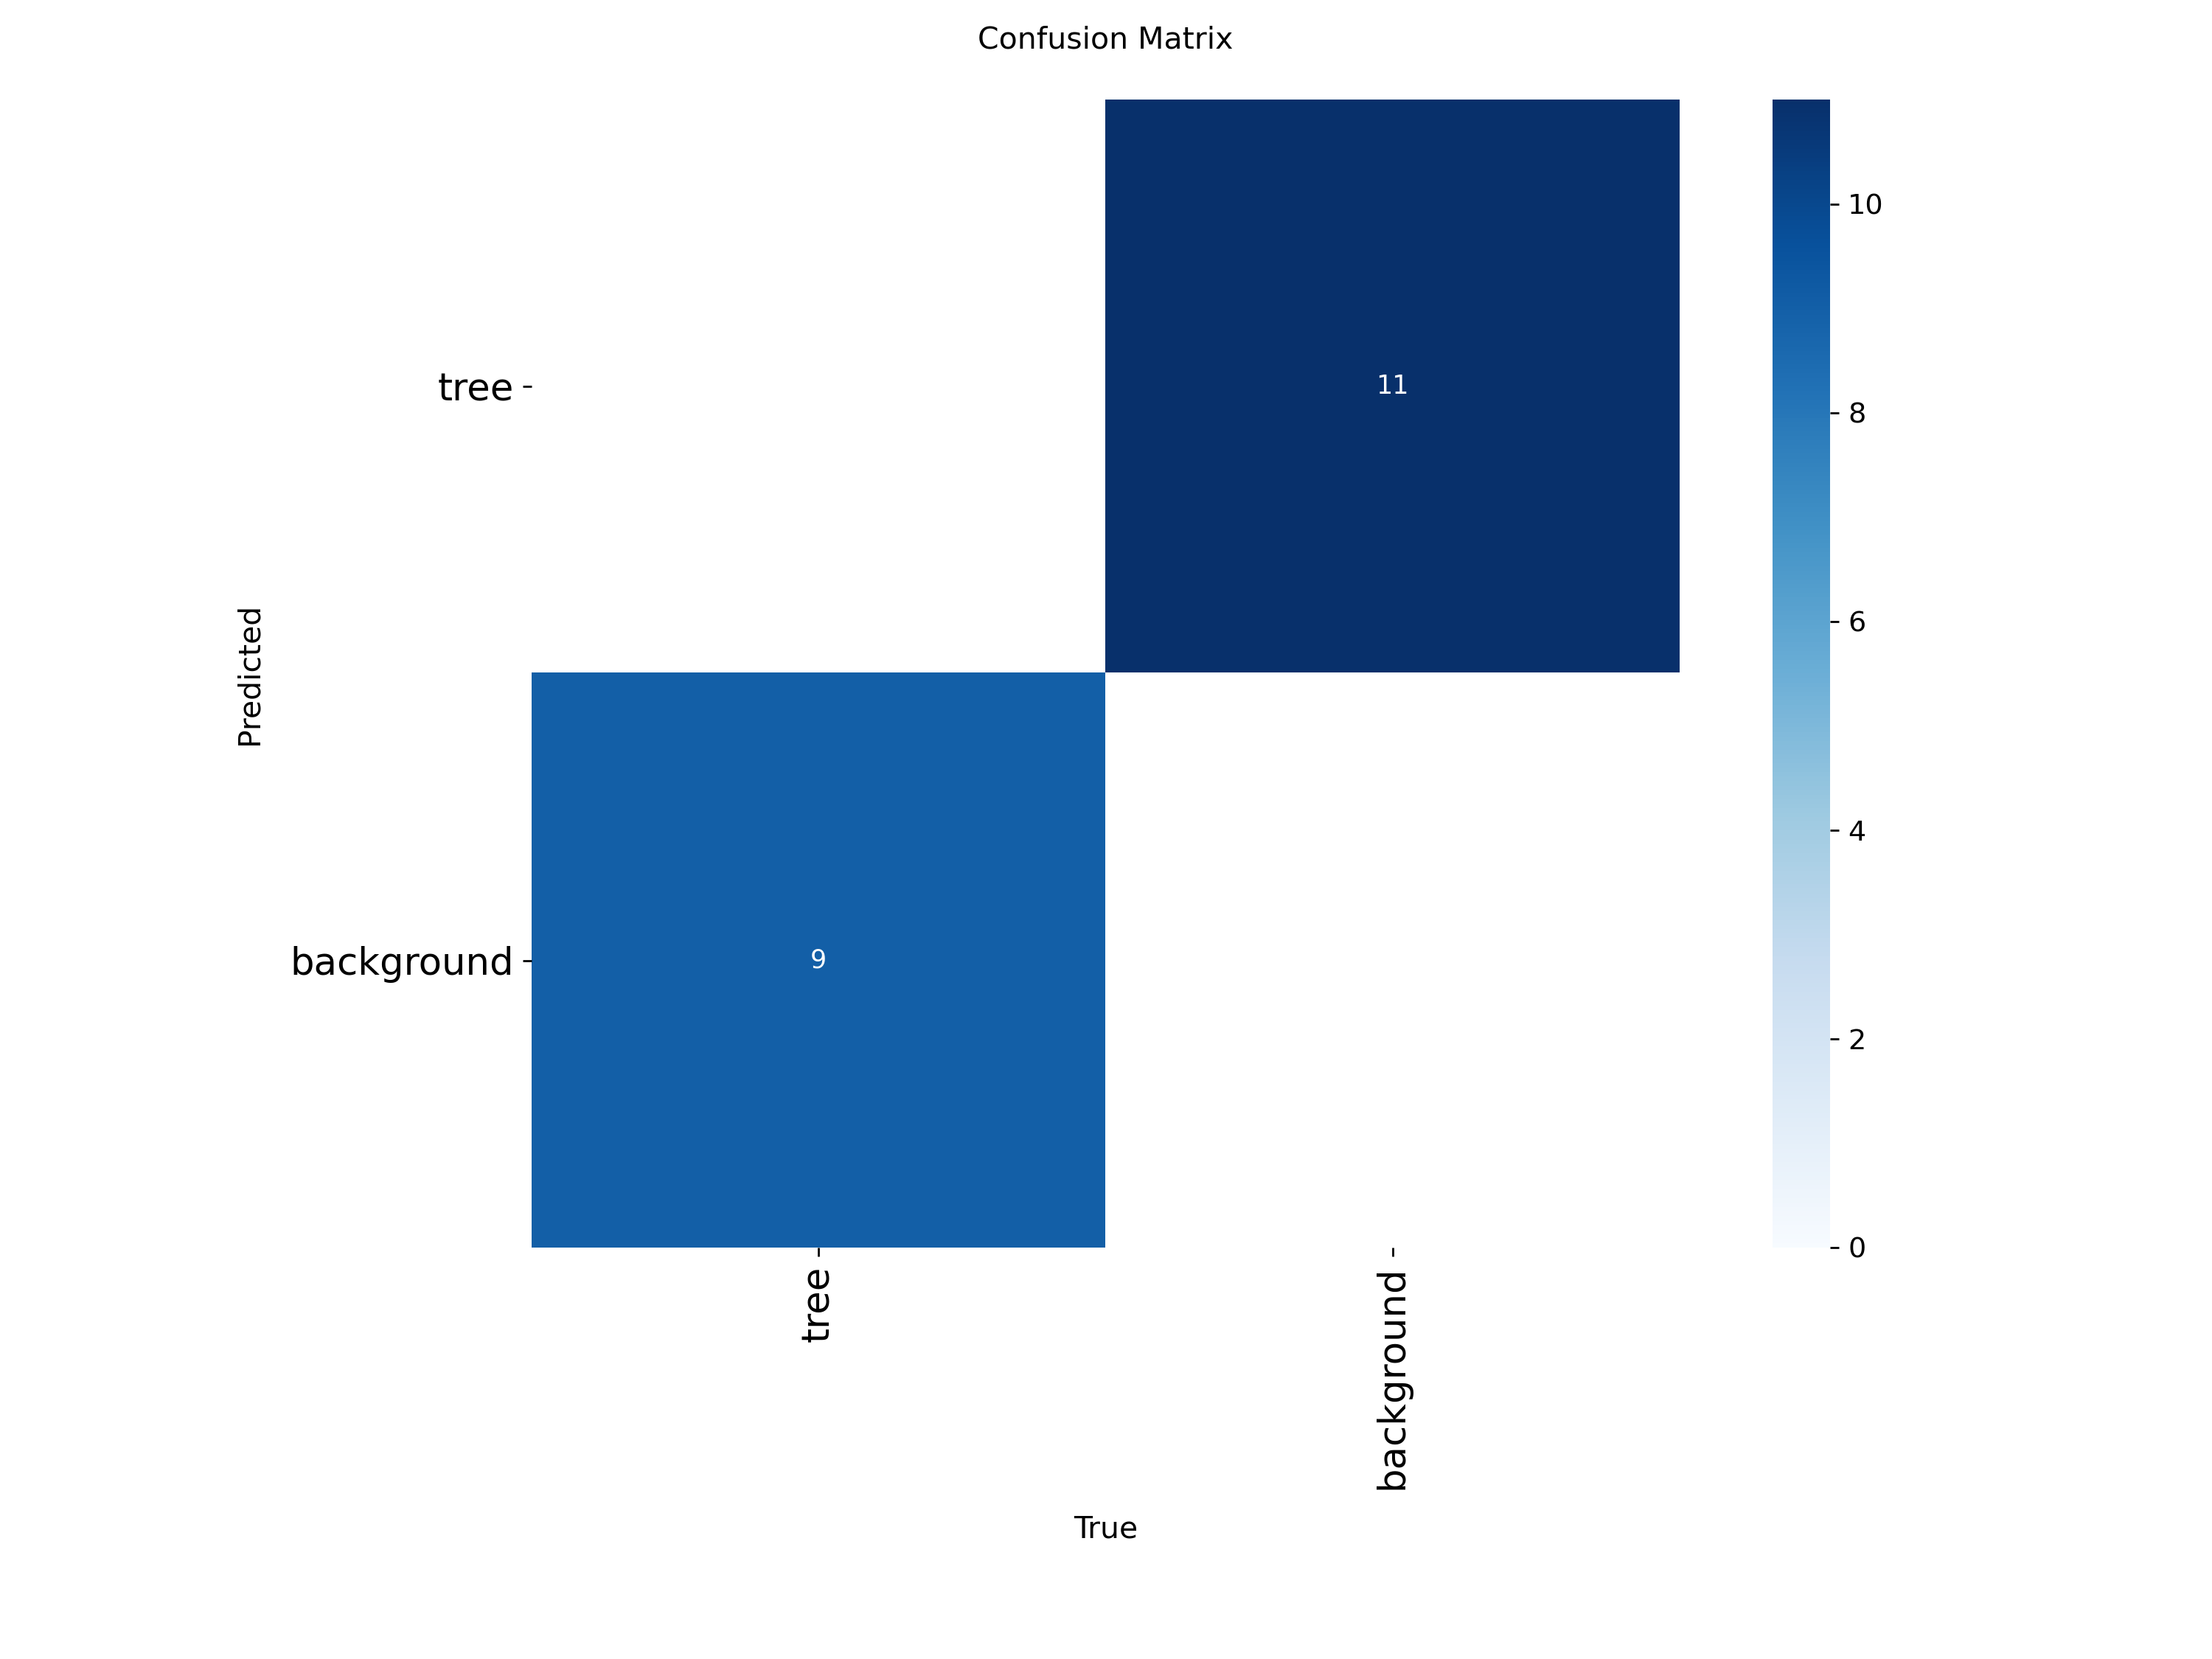 Confusion Matrix
tree
11
10
8
6
4
2
0
Predicted
background
9
tree
background
True